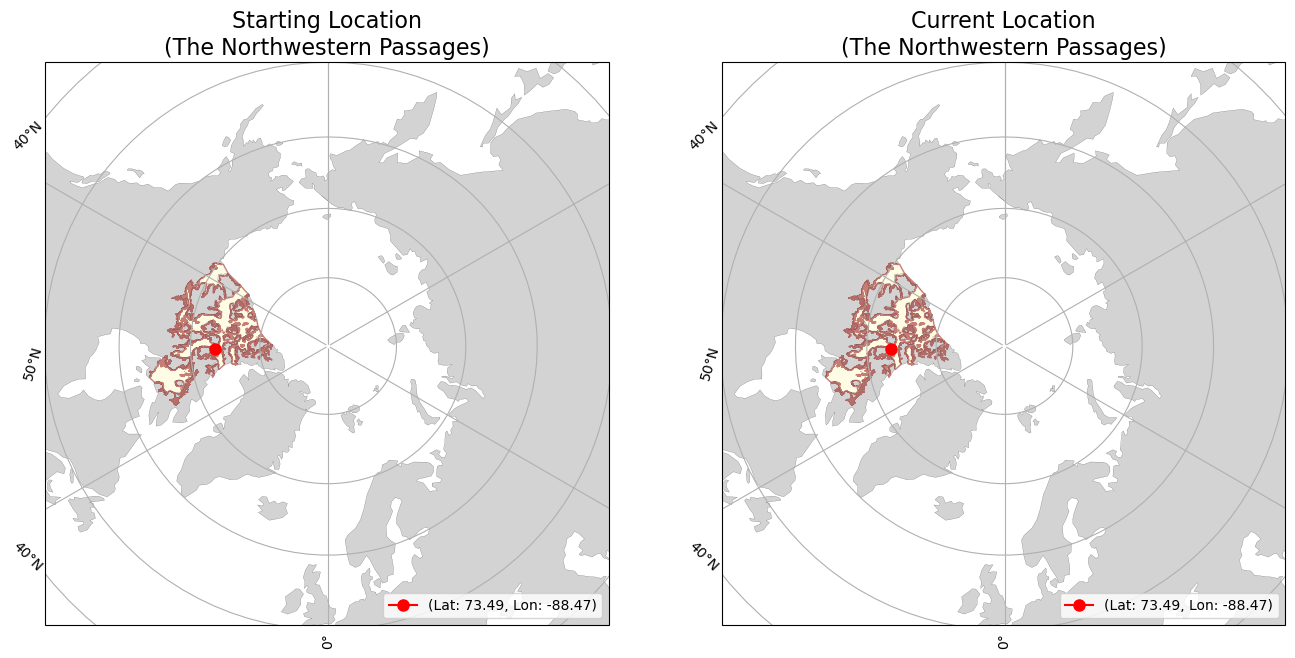 Starting Location
(The Northwestern Passages)
40°N
50°N
40°N
0°
(Lat: 73.49, Lon: -88.47)
Current Location
(The Northwestern Passages)
40°N
50°N
40°N
0°
(Lat: 73.49, Lon: -88.47)